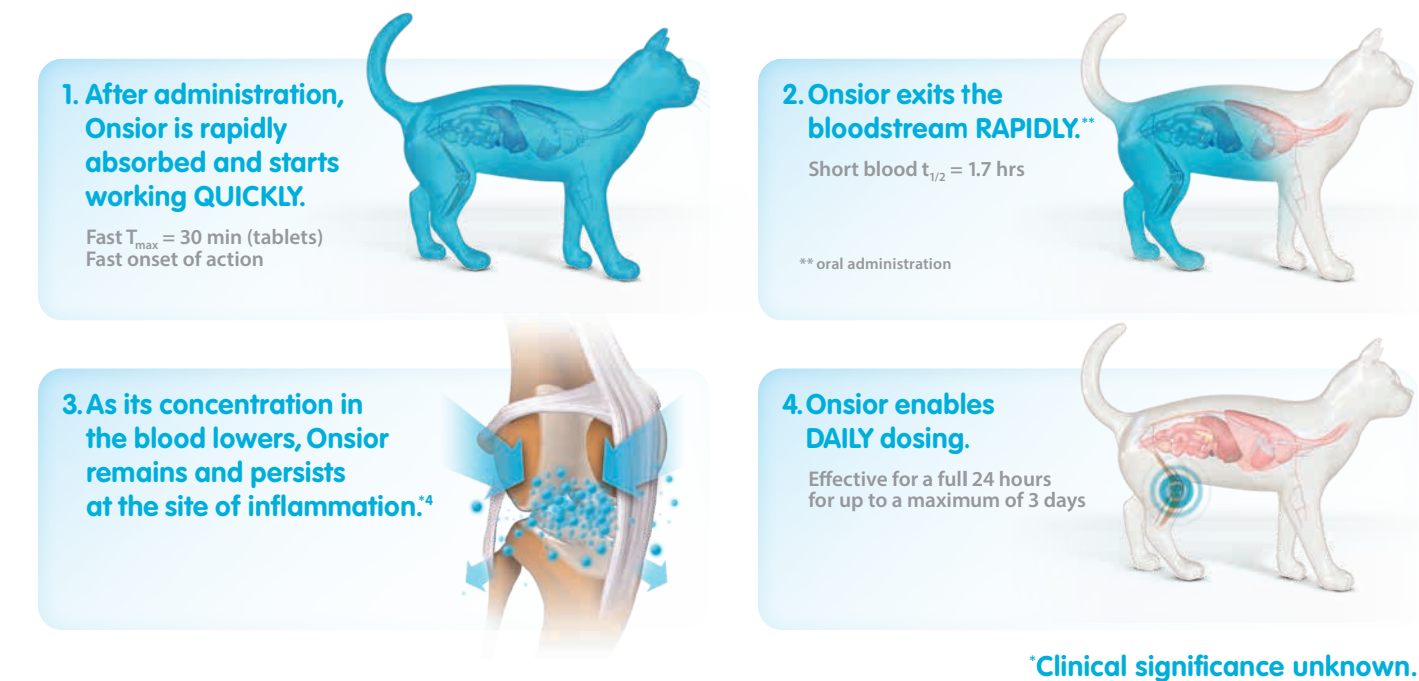 1. After administration,
Onsior is rapidly
absorbed and starts
working QUICKLY.
Fast Tmax = 30 min (tablets)
Fast onset of action
2. Onsior exits the
bloodstream RAPIDLY.**
Short blood t1/2 = 1.7 hrs
** oral administration
3. As its concentration in
the blood lowers, Onsior
remains and persists
at the site of inflammation.*4
4. Onsior enables
DAILY dosing.
Effective for a full 24 hours
for up to a maximum of 3 days
*Clinical significance unknown.